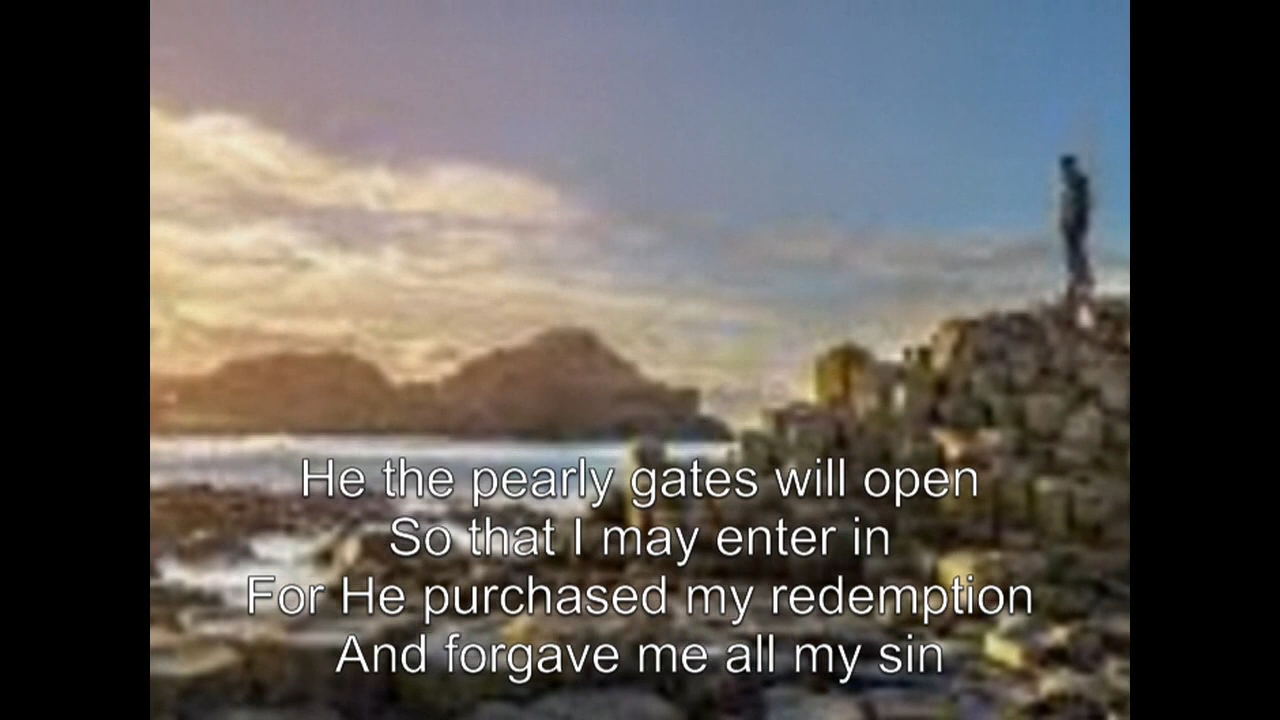 He the pearly gates will open
So that I may enter in
For He purchased my redemption
And forgave me all my sin